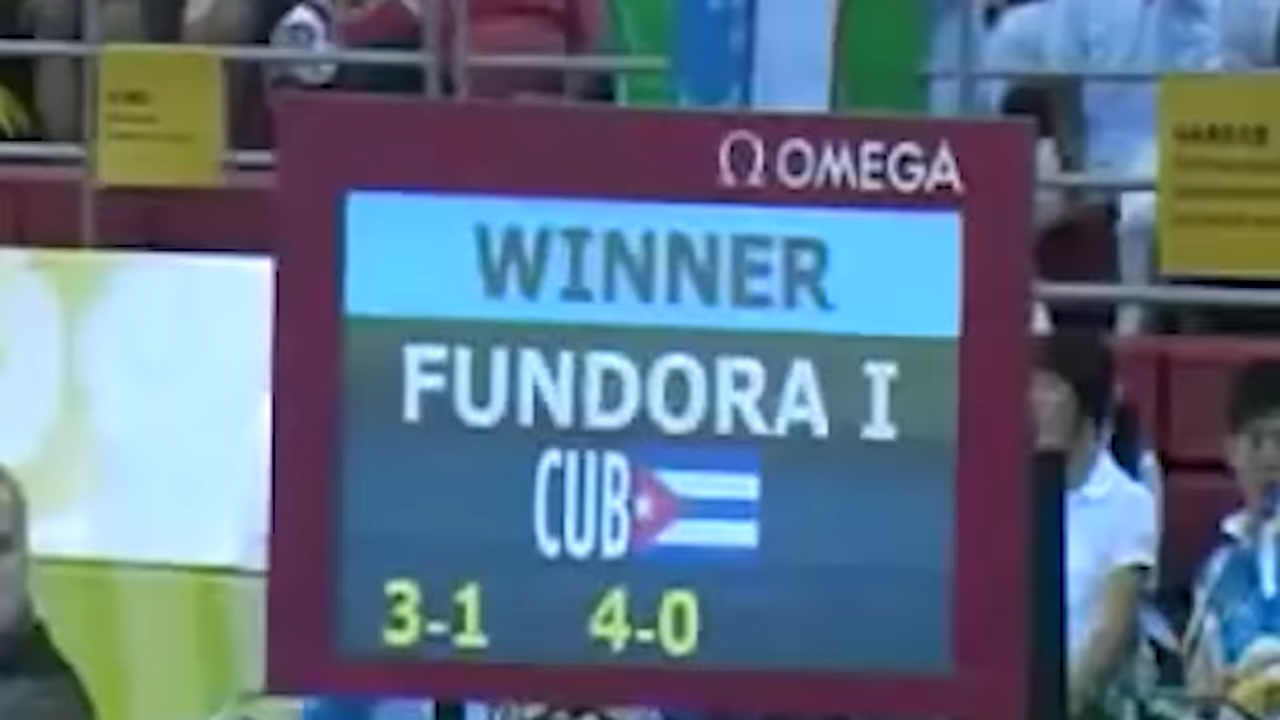 Ω OMEGA
WINNER
FUNDORA I
CUB
3-1 4-0